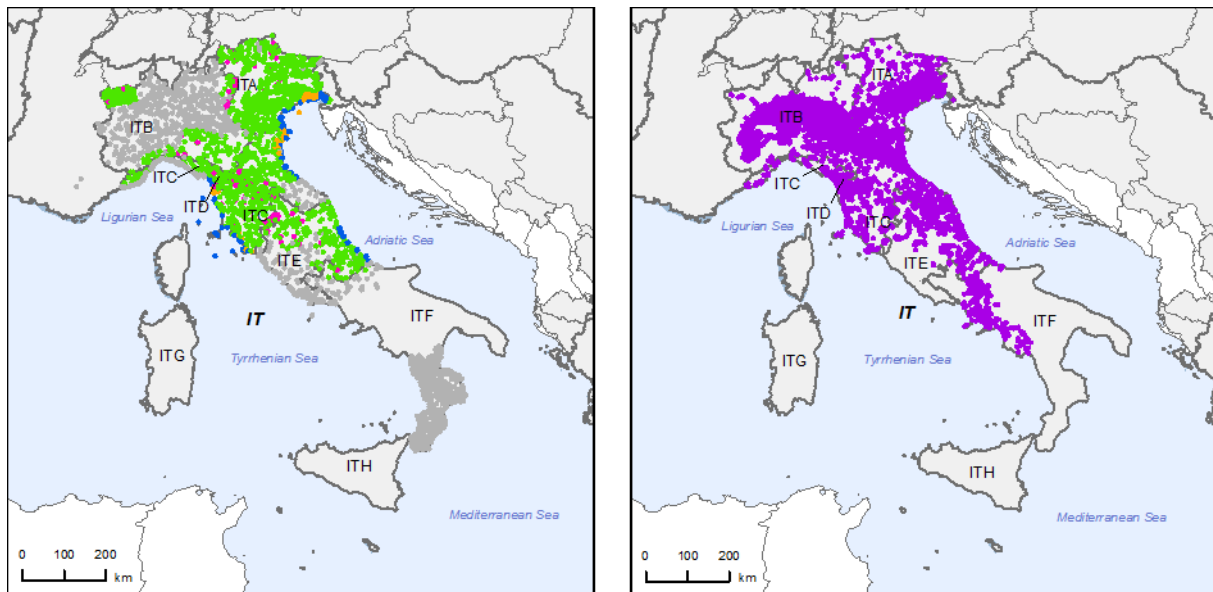 ITA
ITB
ITC
Ligurian Sea
ITD
ITC
Adriatic Sea
ITE
IT
ITF
ITG
Tyrrhenian Sea
ITH
Mediterranean Sea
0 100 200
km
ITA
ITB
ITC
Ligurian Sea
ITD
ITC
Adriatic Sea
ITE
IT
ITF
ITG
Tyrrhenian Sea
ITH
Mediterranean Sea
0 100 200
km